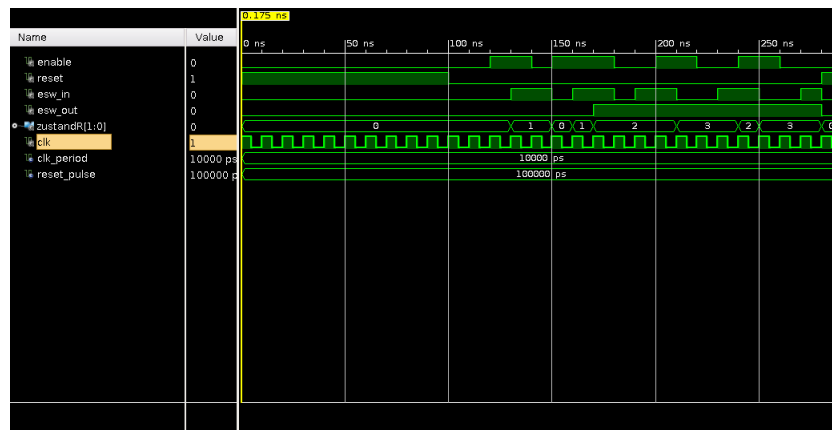 0.175 ns
Name Value 0 ns 50 ns 100 ns 150 ns 200 ns 250 ns
enable 0
reset 1
esw_in 0
esw_out 0
zustandR[1:0] 0 0 1 0 1 2 3 2 3
clk 1
clk_period 10000 ps 10000 ps
reset_pulse 100000 p 100000 ps